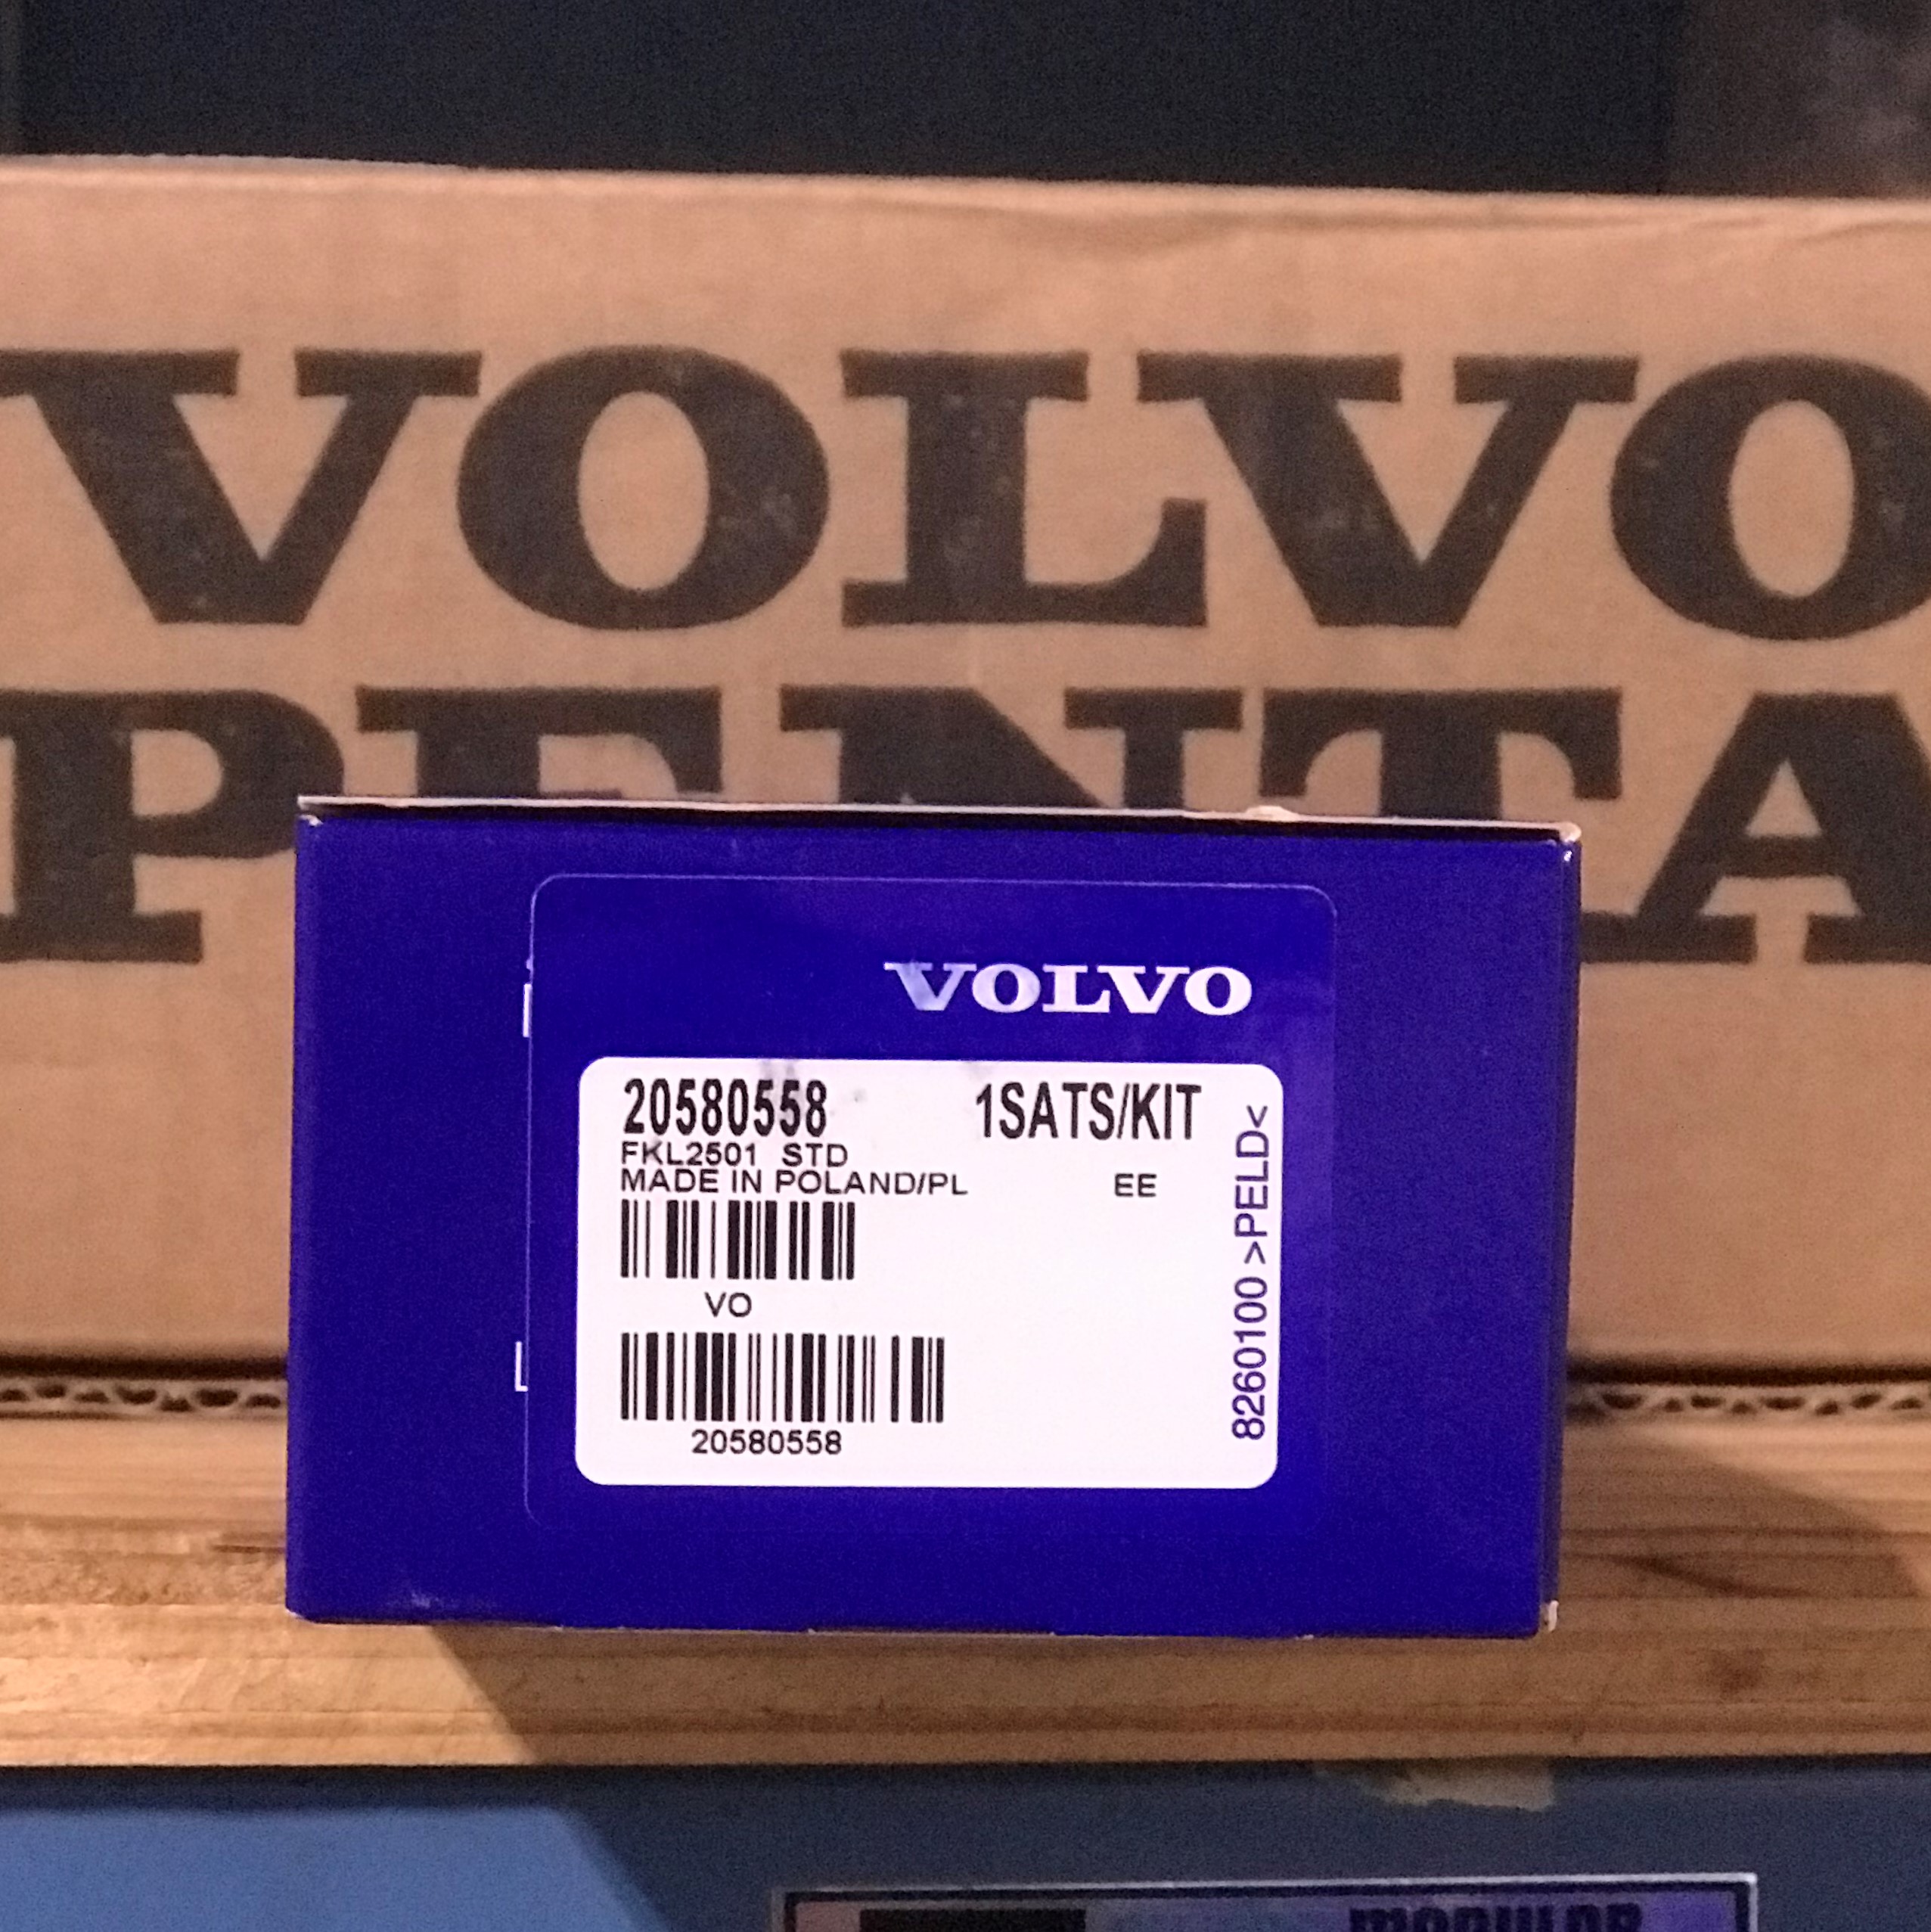 VOLVO
PENTA
VOLVO
20580558 1SATS/KIT
FKL2501 STD
MADE IN POLAND/PL EE
VO
20580558
8260100 >PELD<